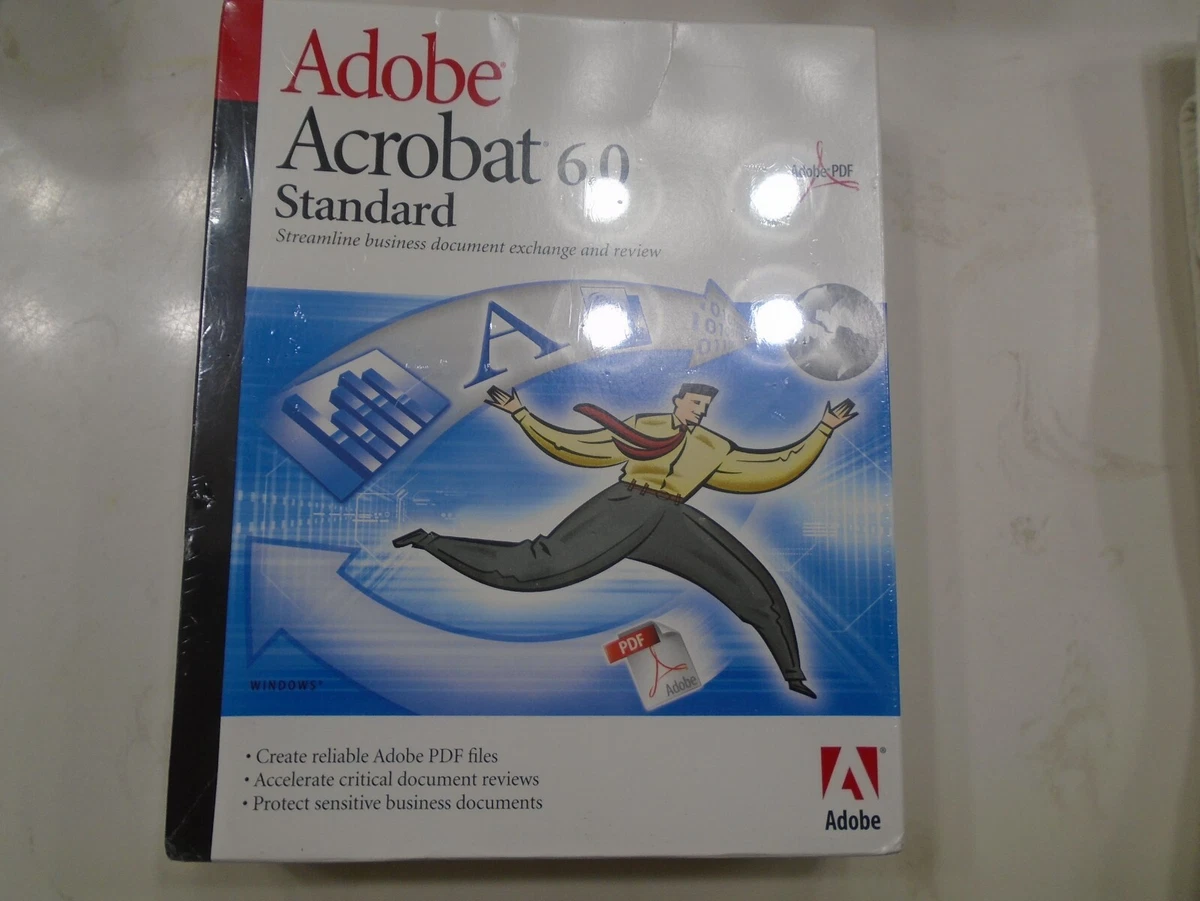 Adobe®
Acrobat® 6.0
Standard
Streamline business document exchange and review
Adobe PDF
A
WINDOWS®
PDF
Adobe
• Create reliable Adobe PDF files
• Accelerate critical document reviews
• Protect sensitive business documents
®
Adobe